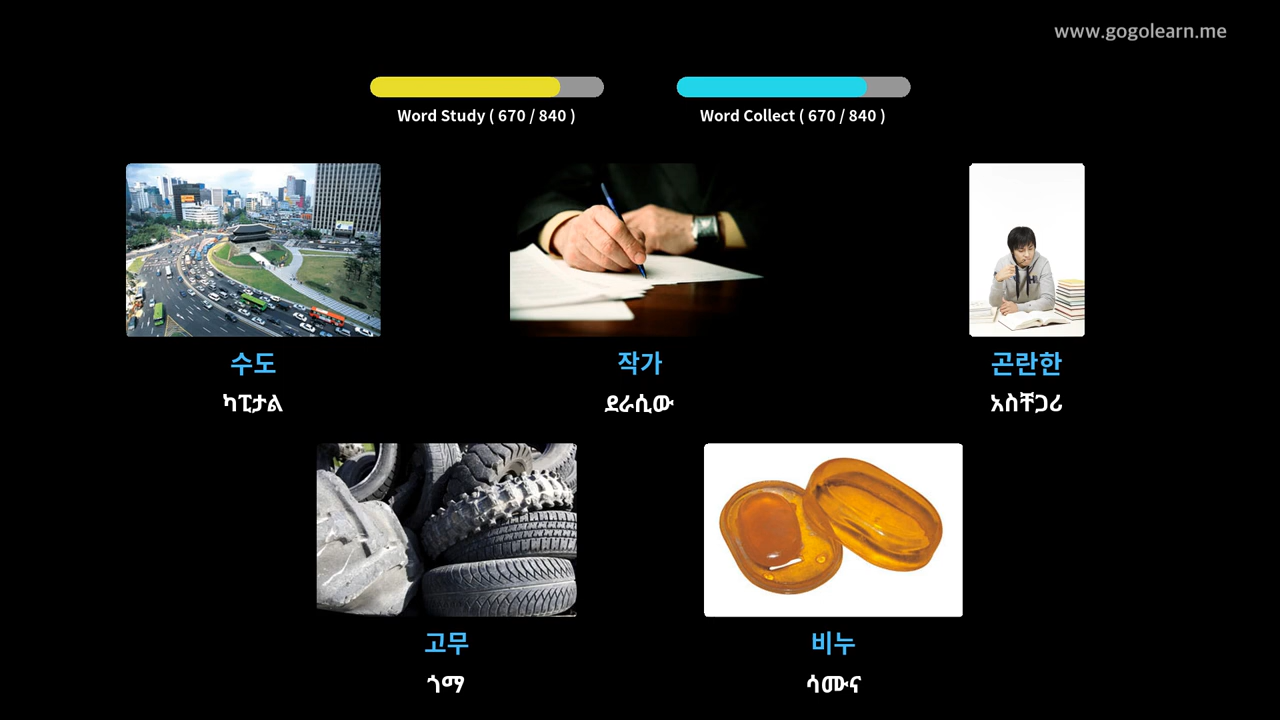 www.gogolearn.me
Word Study ( 670 / 840 )
Word Collect ( 670 / 840 )
수도
작가
곤란한
ካፒታል
ደራሲው
አስቸጋሪ
고무
비누
ጎማ
ሳሙና